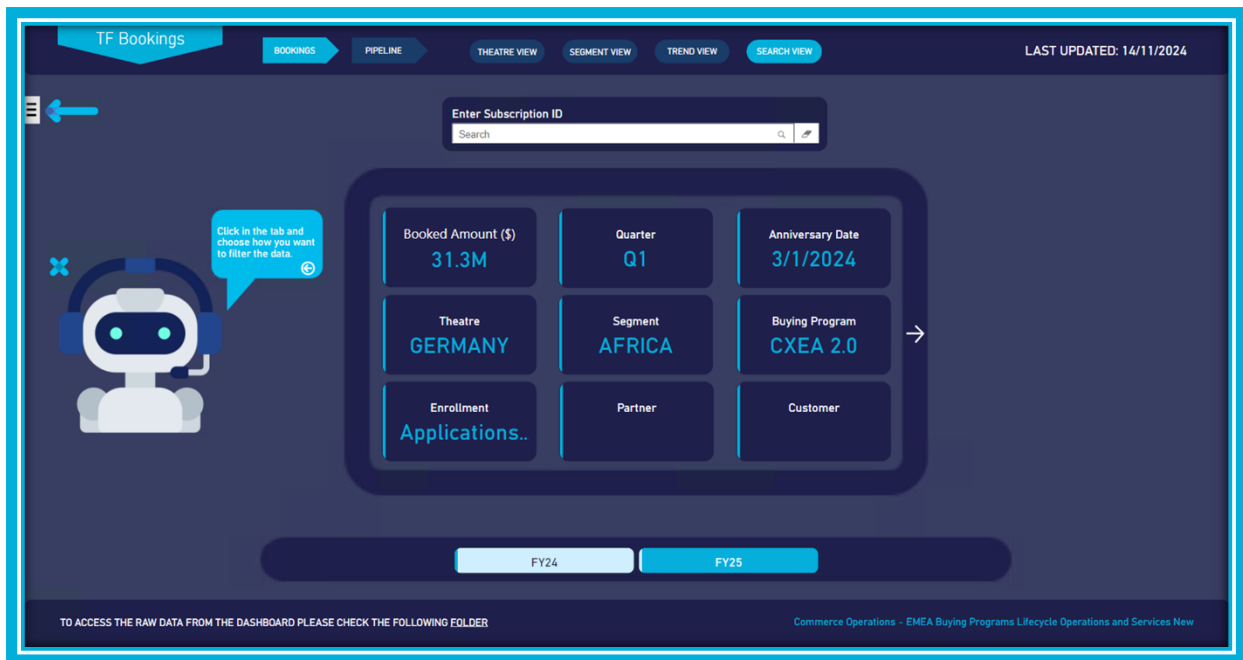 TF Bookings
BOOKINGS
PIPELINE
THEATRE VIEW
SEGMENT VIEW
TREND VIEW
SEARCH VIEW
LAST UPDATED: 14/11/2024
Enter Subscription ID
Search
Click in the tab and
choose how you want
to filter the data.
Booked Amount ($)
31.3M
Quarter
Q1
Anniversary Date
3/1/2024
Theatre
GERMANY
Segment
AFRICA
Buying Program
CXEA 2.0
Enrollment
Applications..
Partner
Customer
FY24
FY25
TO ACCESS THE RAW DATA FROM THE DASHBOARD PLEASE CHECK THE FOLLOWING FOLDER
Commerce Operations - EMEA Buying Programs Lifecycle Operations and Services New